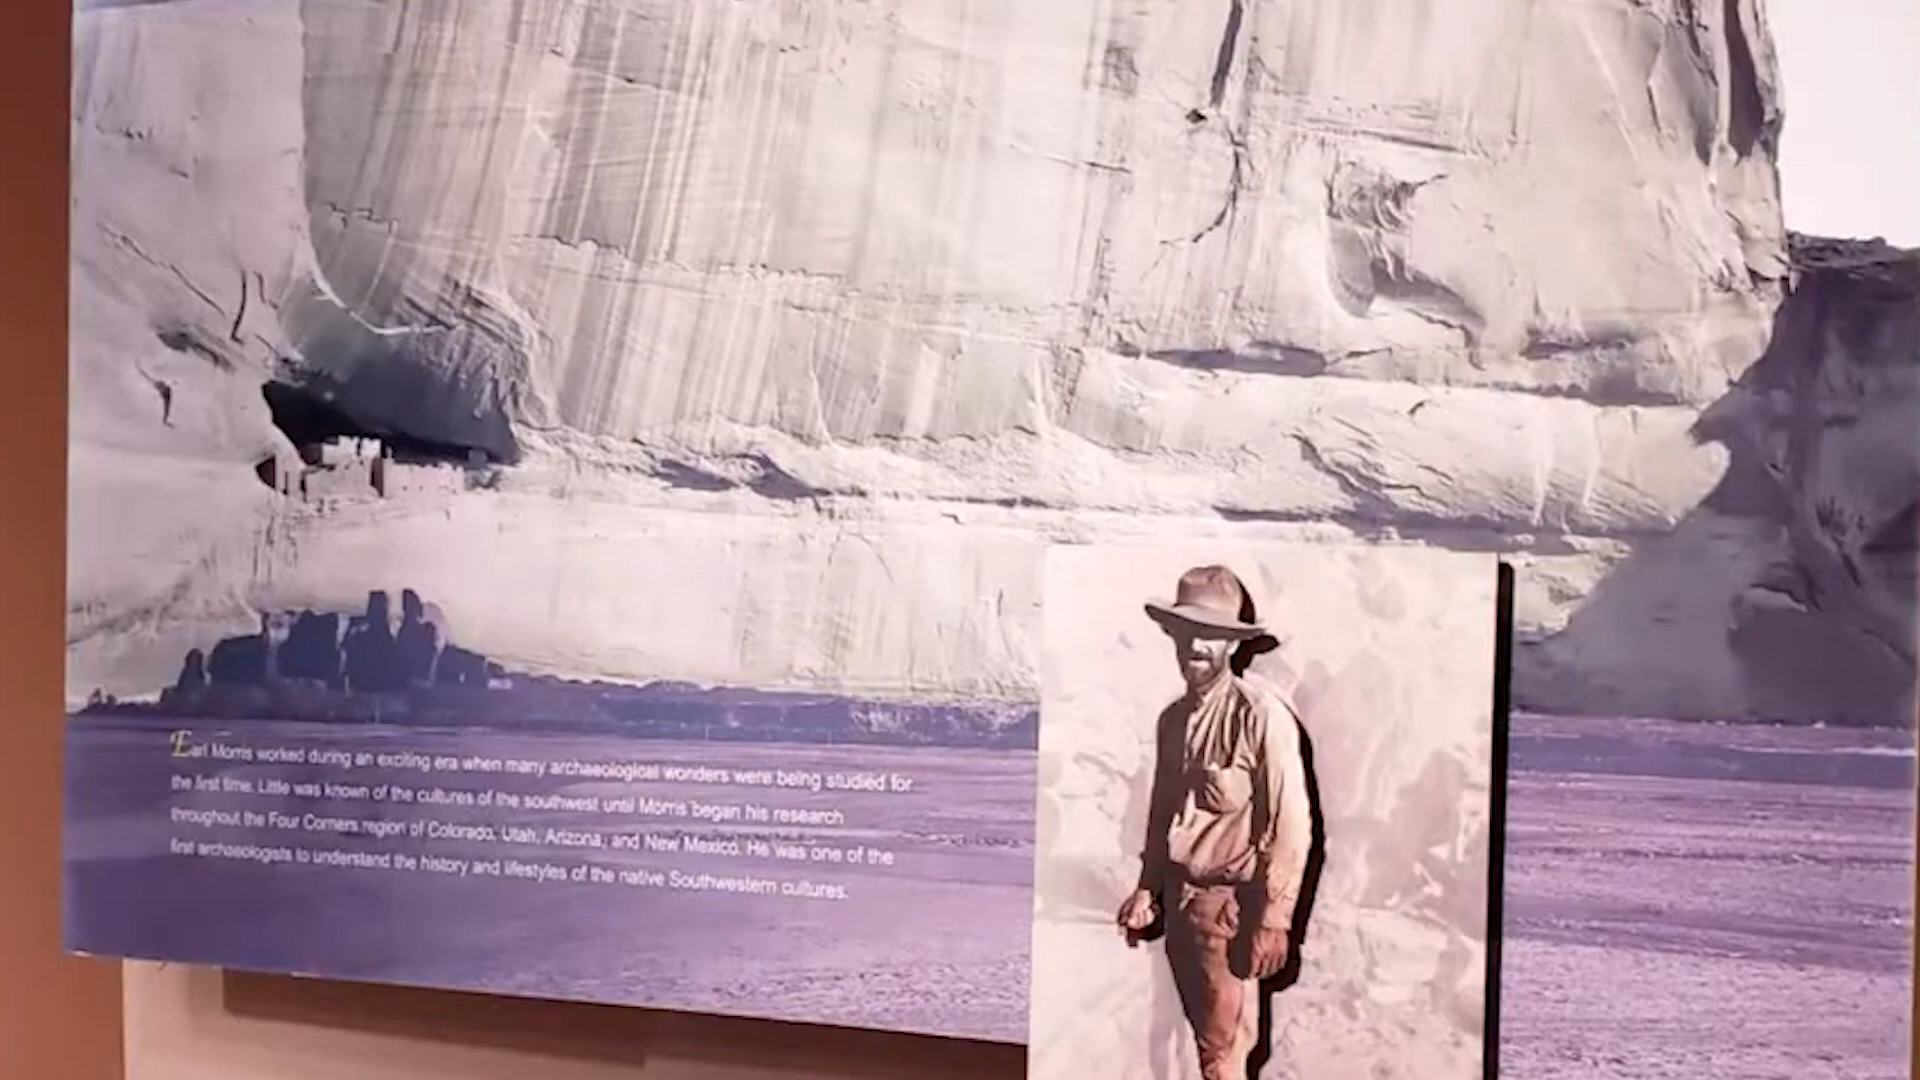 Earl Morris worked during an exciting era when many archaeological wonders were being studied for
the first time. Little was known of the cultures of the southwest until Morris began his research
throughout the Four Corners region of Colorado, Utah, Arizona, and New Mexico. He was one of the
first archaeologists to understand the history and lifestyles of the native Southwestern cultures.